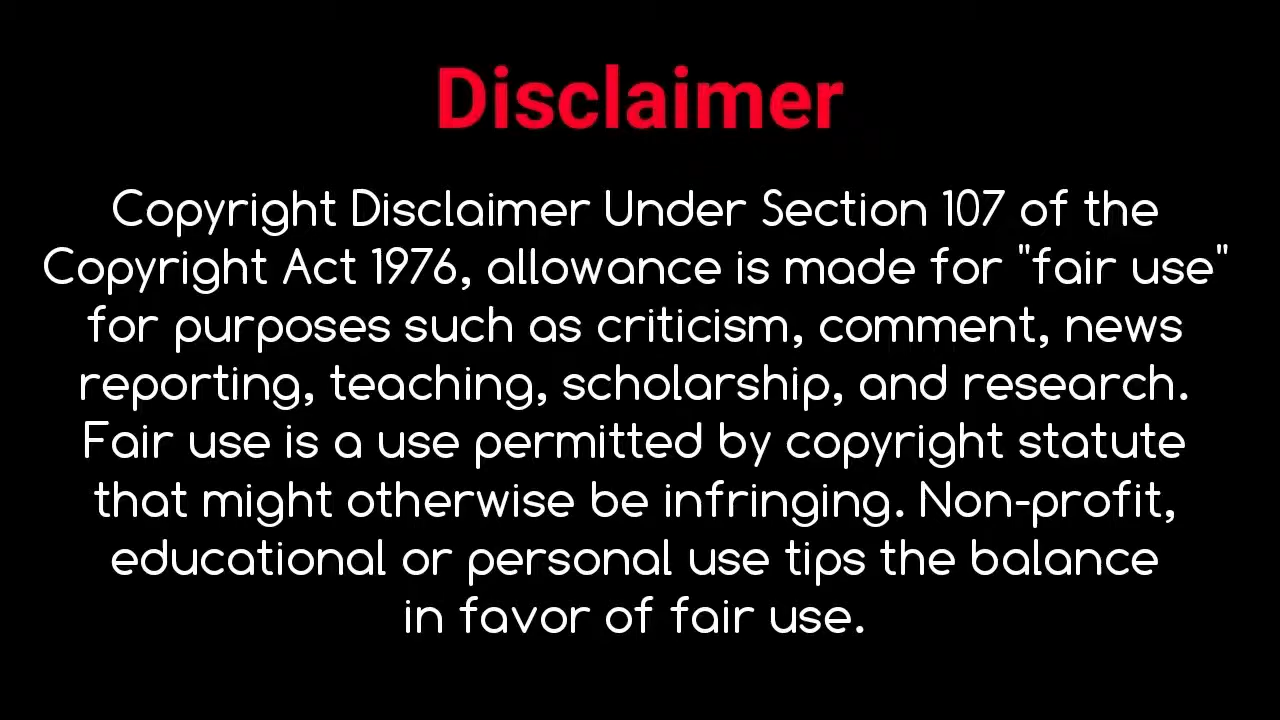 Disclaimer
Copyright Disclaimer Under Section 107 of the
Copyright Act 1976, allowance is made for "fair use"
for purposes such as criticism, comment, news
reporting, teaching, scholarship, and research.
Fair use is a use permitted by copyright statute
that might otherwise be infringing. Non-profit,
educational or personal use tips the balance
in favor of fair use.